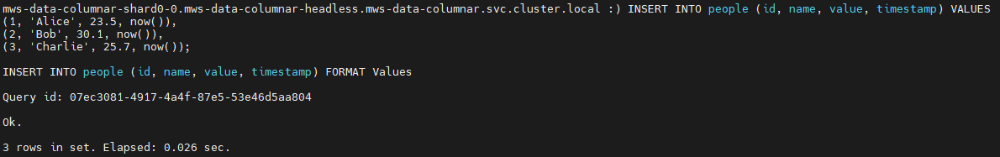 mws-data-columnar-shard0-0.mws-data-columnar-headless.mws-data-columnar.svc.cluster.local :) INSERT INTO people (id, name, value, timestamp) VALUES
(1, 'Alice', 23.5, now()),
(2, 'Bob', 30.1, now()),
(3, 'Charlie', 25.7, now());
INSERT INTO people (id, name, value, timestamp) FORMAT Values
Query id: 07ec3081-4917-4a4f-87e5-53e46d5aa804
Ok.
3 rows in set. Elapsed: 0.026 sec.